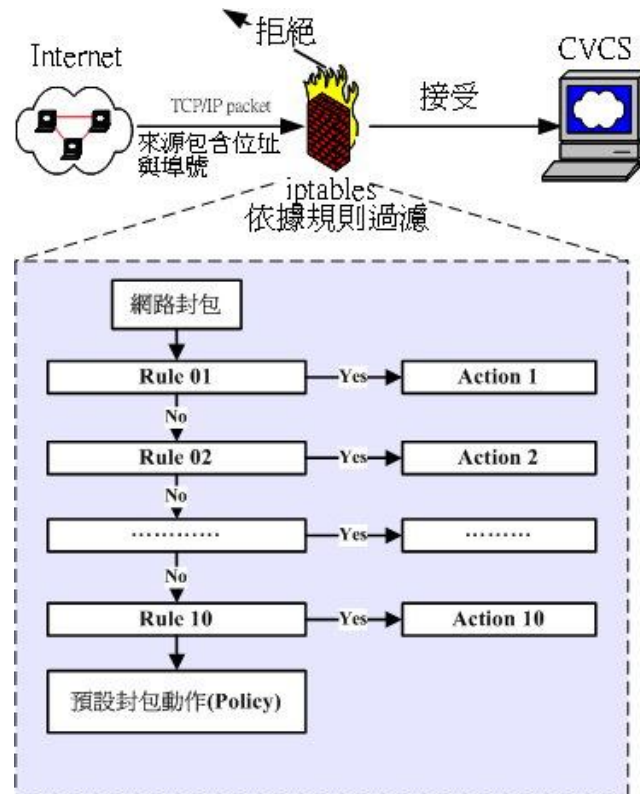 拒絕
Internet
CVCS
TCP/IP packet
接受
來源包含位址
與埠號
iptables
依據規則過濾
網路封包
Rule 01
Yes
Action 1
No
Rule 02
Yes
Action 2
No
…………
Yes
………
No
Rule 10
Yes
Action 10
預設封包動作(Policy)